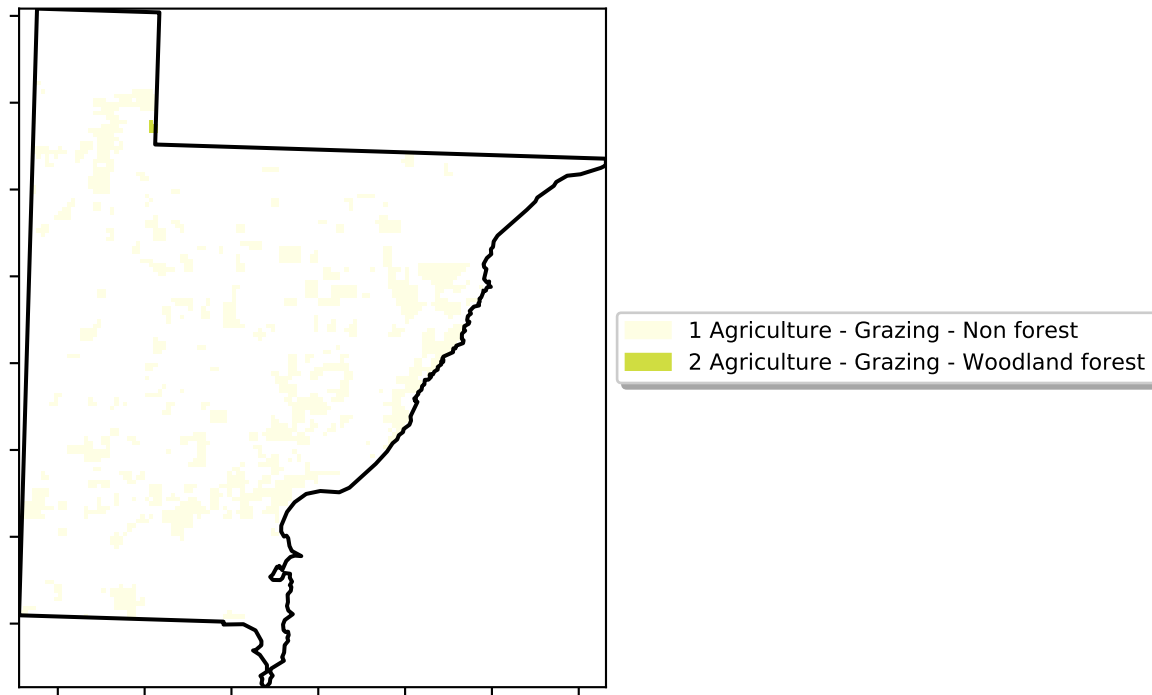 1 Agriculture - Grazing - Non forest
2 Agriculture - Grazing - Woodland forest